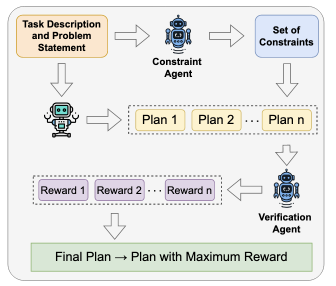 Task Description
and Problem
Statement
Constraint
Agent
Set of
Constraints
Plan 1
Plan 2
...
Plan n
Reward 1
Reward 2
...
Reward n
Verification
Agent
Final Plan → Plan with Maximum Reward